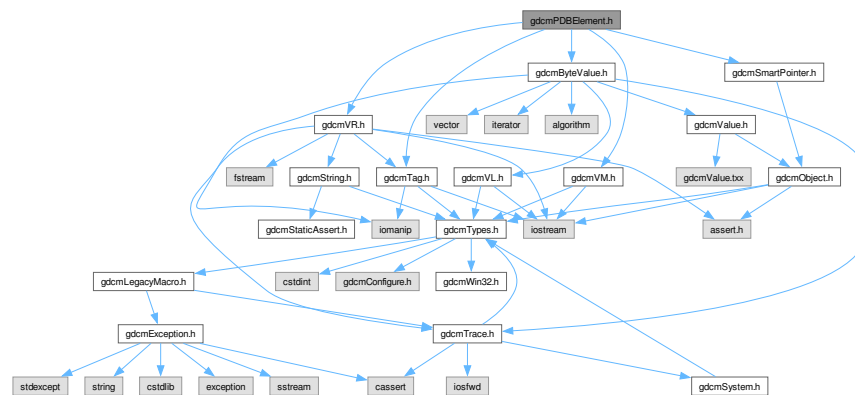 gdcmPDBElement.h
gdcmByteValue.h
gdcmSmartPointer.h
gdcmVR.h
vector
iterator
algorithm
gdcmValue.h
fstream
gdcmString.h
gdcmTag.h
gdcmVL.h
gdcmVM.h
gdcmValue.txx
gdcmObject.h
gdcmStaticAssert.h
iomanip
gdcmTypes.h
iostream
assert.h
gdcmLegacyMacro.h
cstdint
gdcmConfigure.h
gdcmWin32.h
gdcmException.h
gdcmTrace.h
stdexcept
string
cstdlib
exception
sstream
cassert
iosfwd
gdcmSystem.h